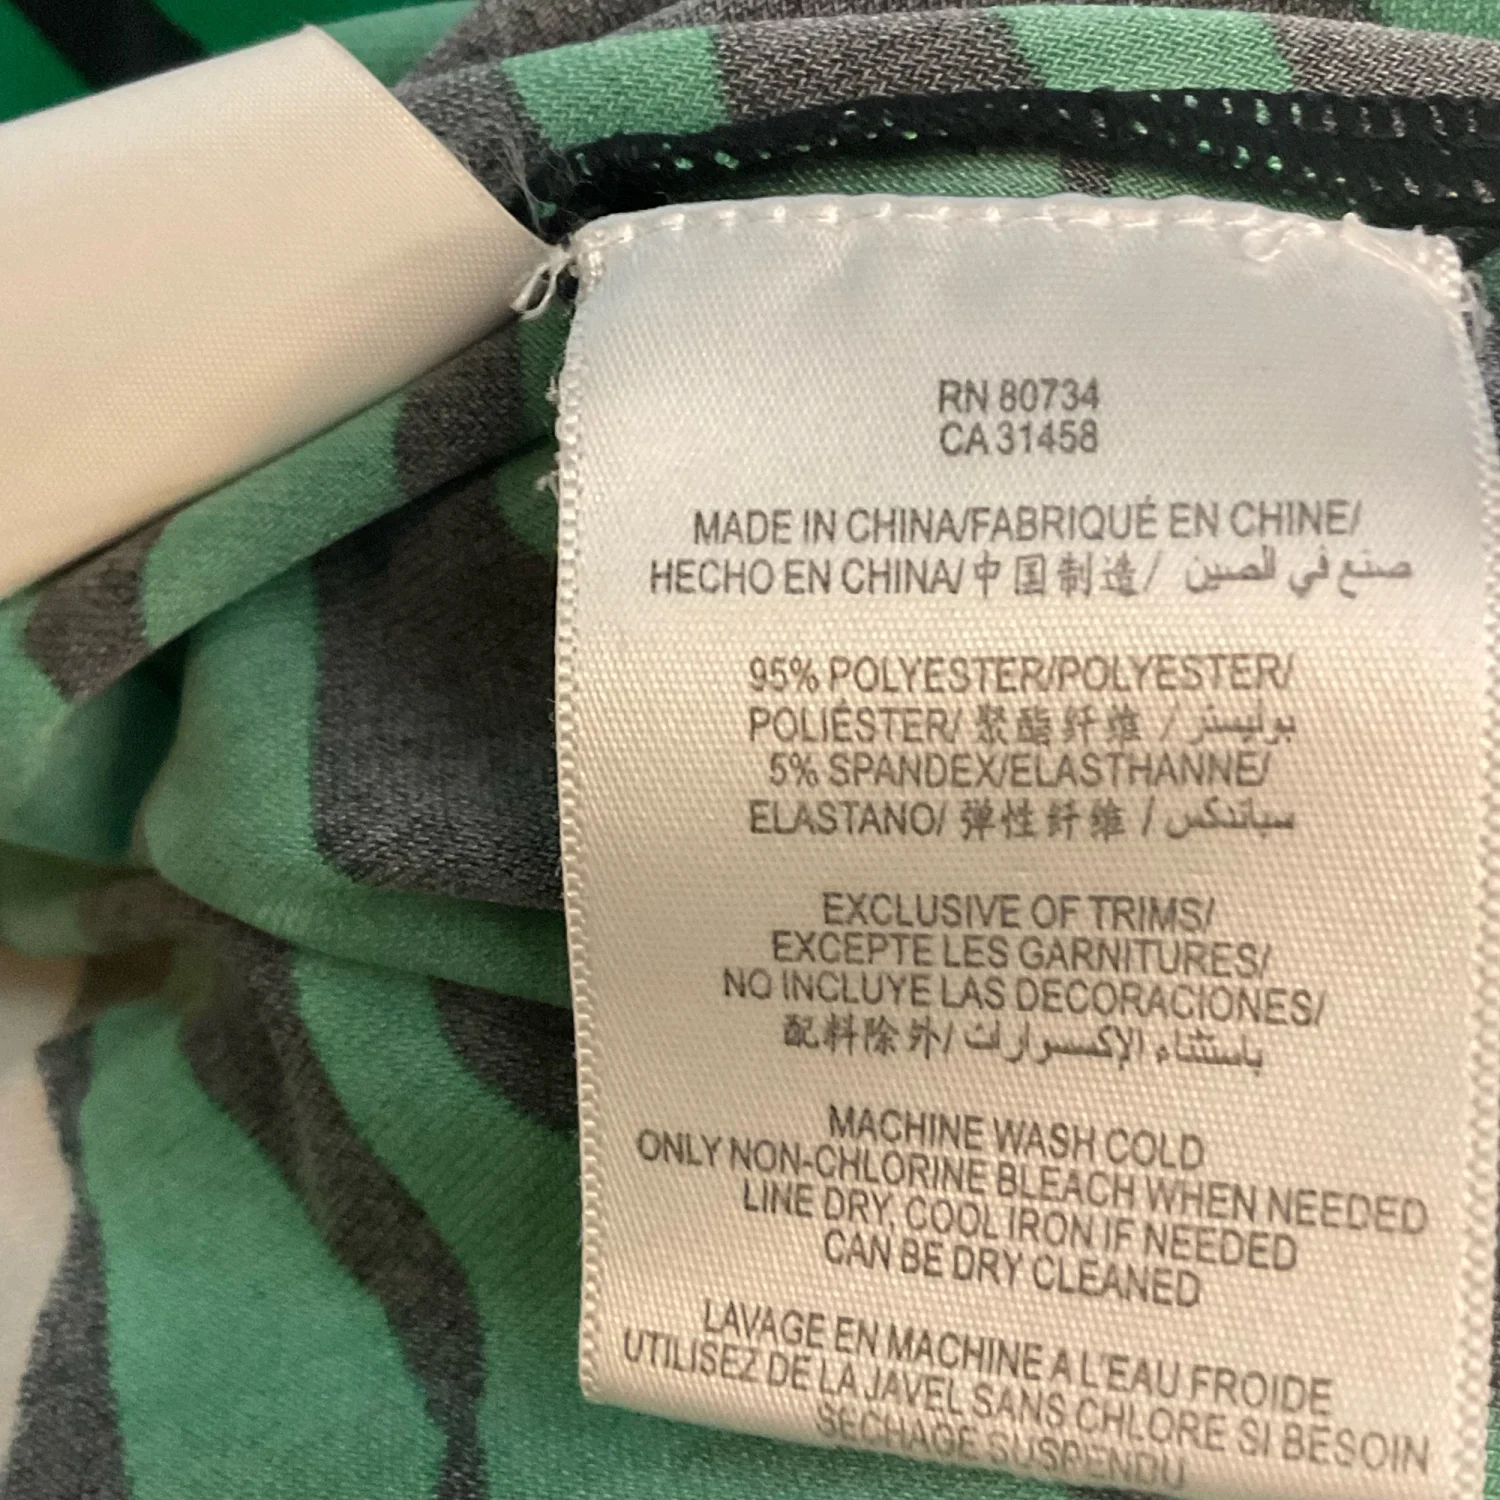 RN 80734
CA 31458
MADE IN CHINA/FABRIQUÉ EN CHINE/
HECHO EN CHINA/ 中国制造/ صنع في الصين
95% POLYESTER/POLYESTER/
POLIÉSTER/ 聚酯纤维 / بوليستر
5% SPANDEX/ELASTHANNE/
ELASTANO/ 弹性纤维 / سباندكس
EXCLUSIVE OF TRIMS/
EXCEPTE LES GARNITURES/
NO INCLUYE LAS DECORACIONES/
配料除外/ باستثناء الإكسسوارات
MACHINE WASH COLD
ONLY NON-CHLORINE BLEACH WHEN NEEDED
LINE DRY, COOL IRON IF NEEDED
CAN BE DRY CLEANED
LAVAGE EN MACHINE A L'EAU FROIDE
UTILISEZ DE LA JAVEL SANS CHLORE SI BESOIN
SECHAGE SUSPENDU